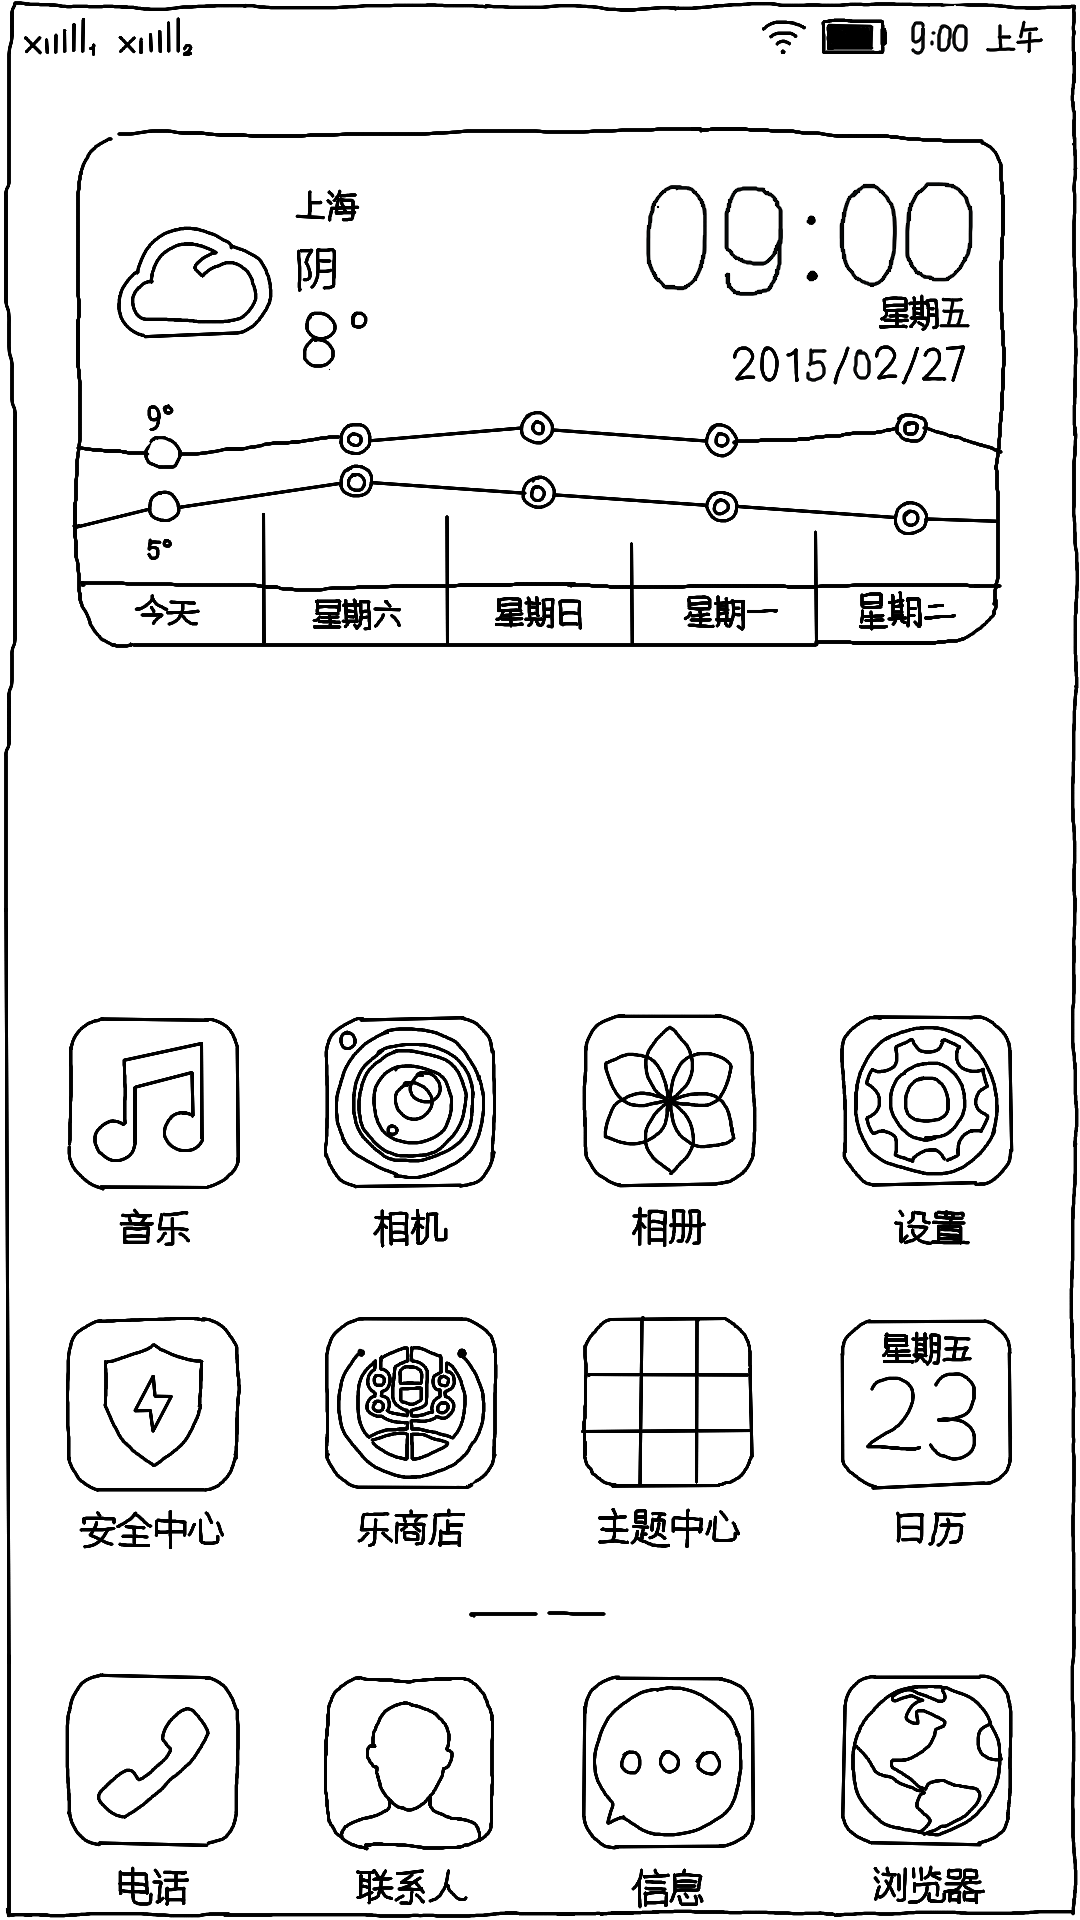 1 2 9:00 上午
上海
阴
8°
09:00
星期五
2015/02/27
9°
5°
今天 星期六 星期日 星期一 星期二
音乐 相机 相册 设置
星期五
23
安全中心 乐商店 主题中心 日历
电话 联系人 信息 浏览器